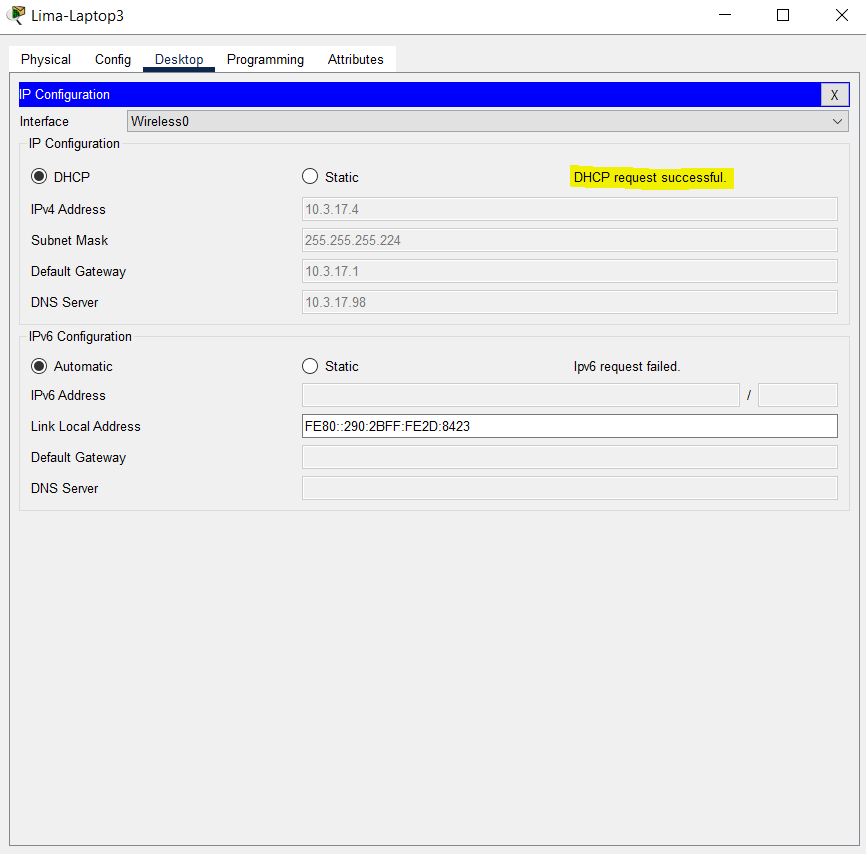 Lima-Laptop3
Physical Config Desktop Programming Attributes
IP Configuration X
Interface Wireless0
IP Configuration
DHCP Static DHCP request successful.
IPv4 Address 10.3.17.4
Subnet Mask 255.255.255.224
Default Gateway 10.3.17.1
DNS Server 10.3.17.98
IPv6 Configuration
Automatic Static Ipv6 request failed.
IPv6 Address /
Link Local Address FE80::290:2BFF:FE2D:8423
Default Gateway
DNS Server